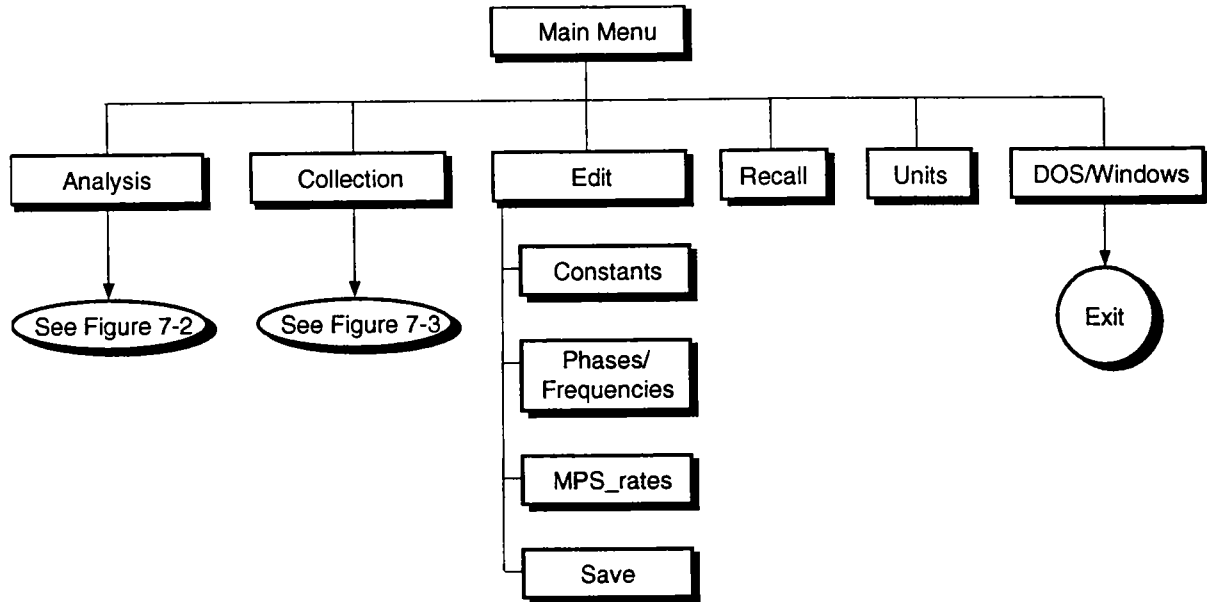 Main Menu
Analysis
Collection
Edit
Recall
Units
DOS/Windows
See Figure 7-2
See Figure 7-3
Constants
Exit
Phases/
Frequencies
MPS_rates
Save